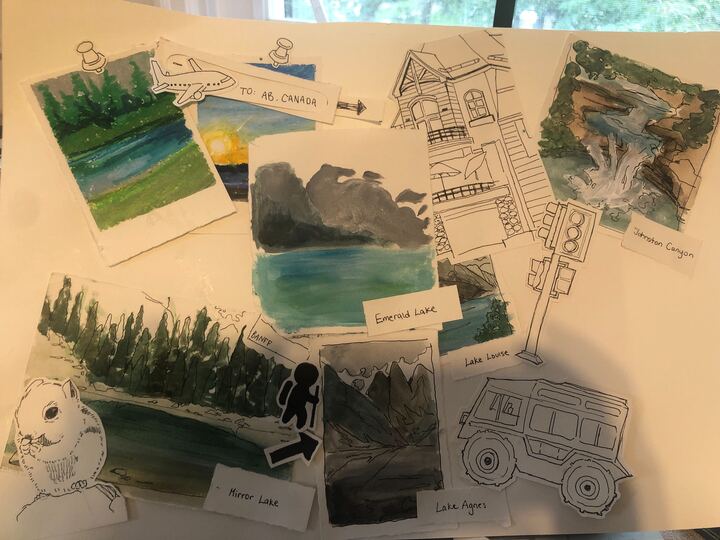 TO: AB. CANADA
Johnston Canyon
Emerald Lake
BANFF
Lake Louise
Mirror Lake
Lake Agnes